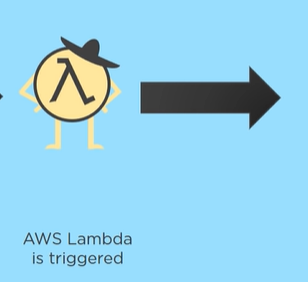 λ
AWS Lambda
is triggered